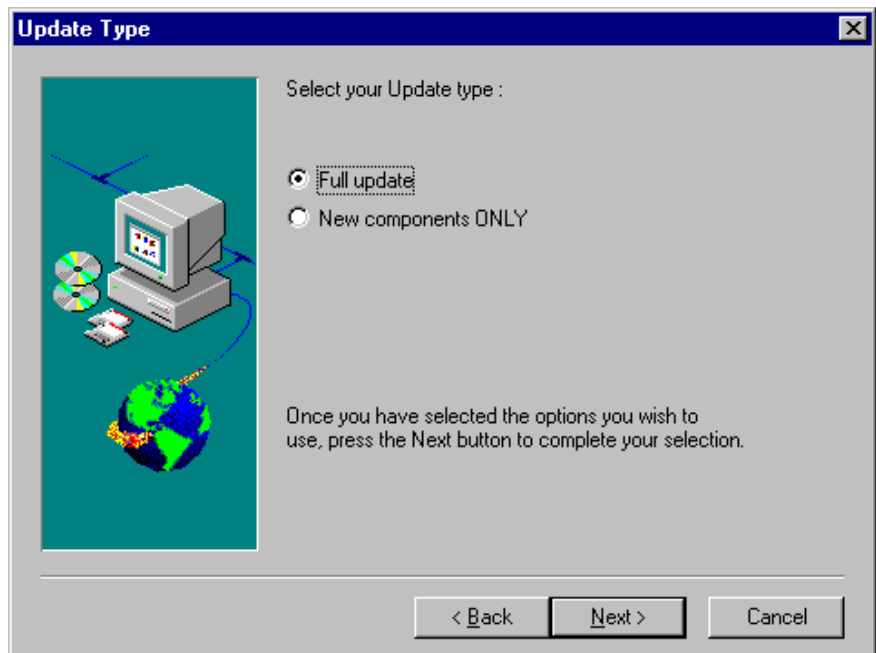 Update Type
Select your Update type :
Full update
New components ONLY
Once you have selected the options you wish to
use, press the Next button to complete your selection.
< Back
Next >
Cancel